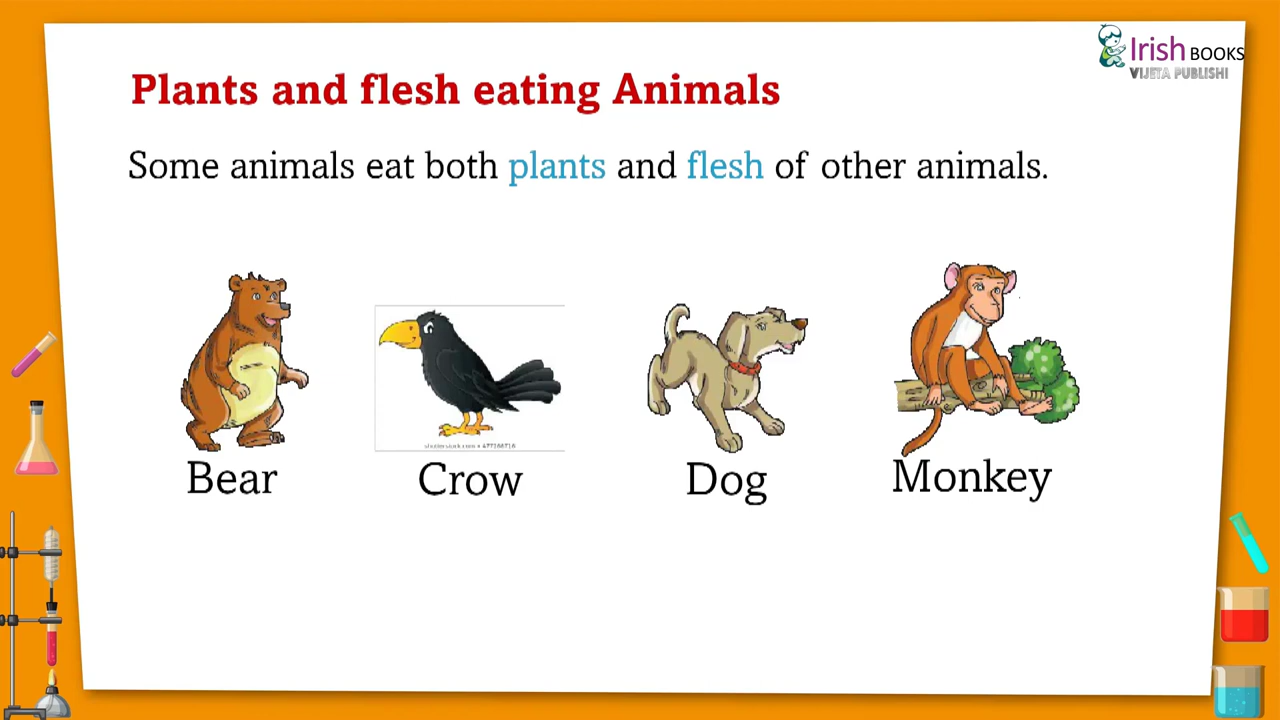 Irish BOOKS
VIJETA PUBLISHI
Plants and flesh eating Animals
Some animals eat both plants and flesh of other animals.
Bear
Crow
Dog
Monkey